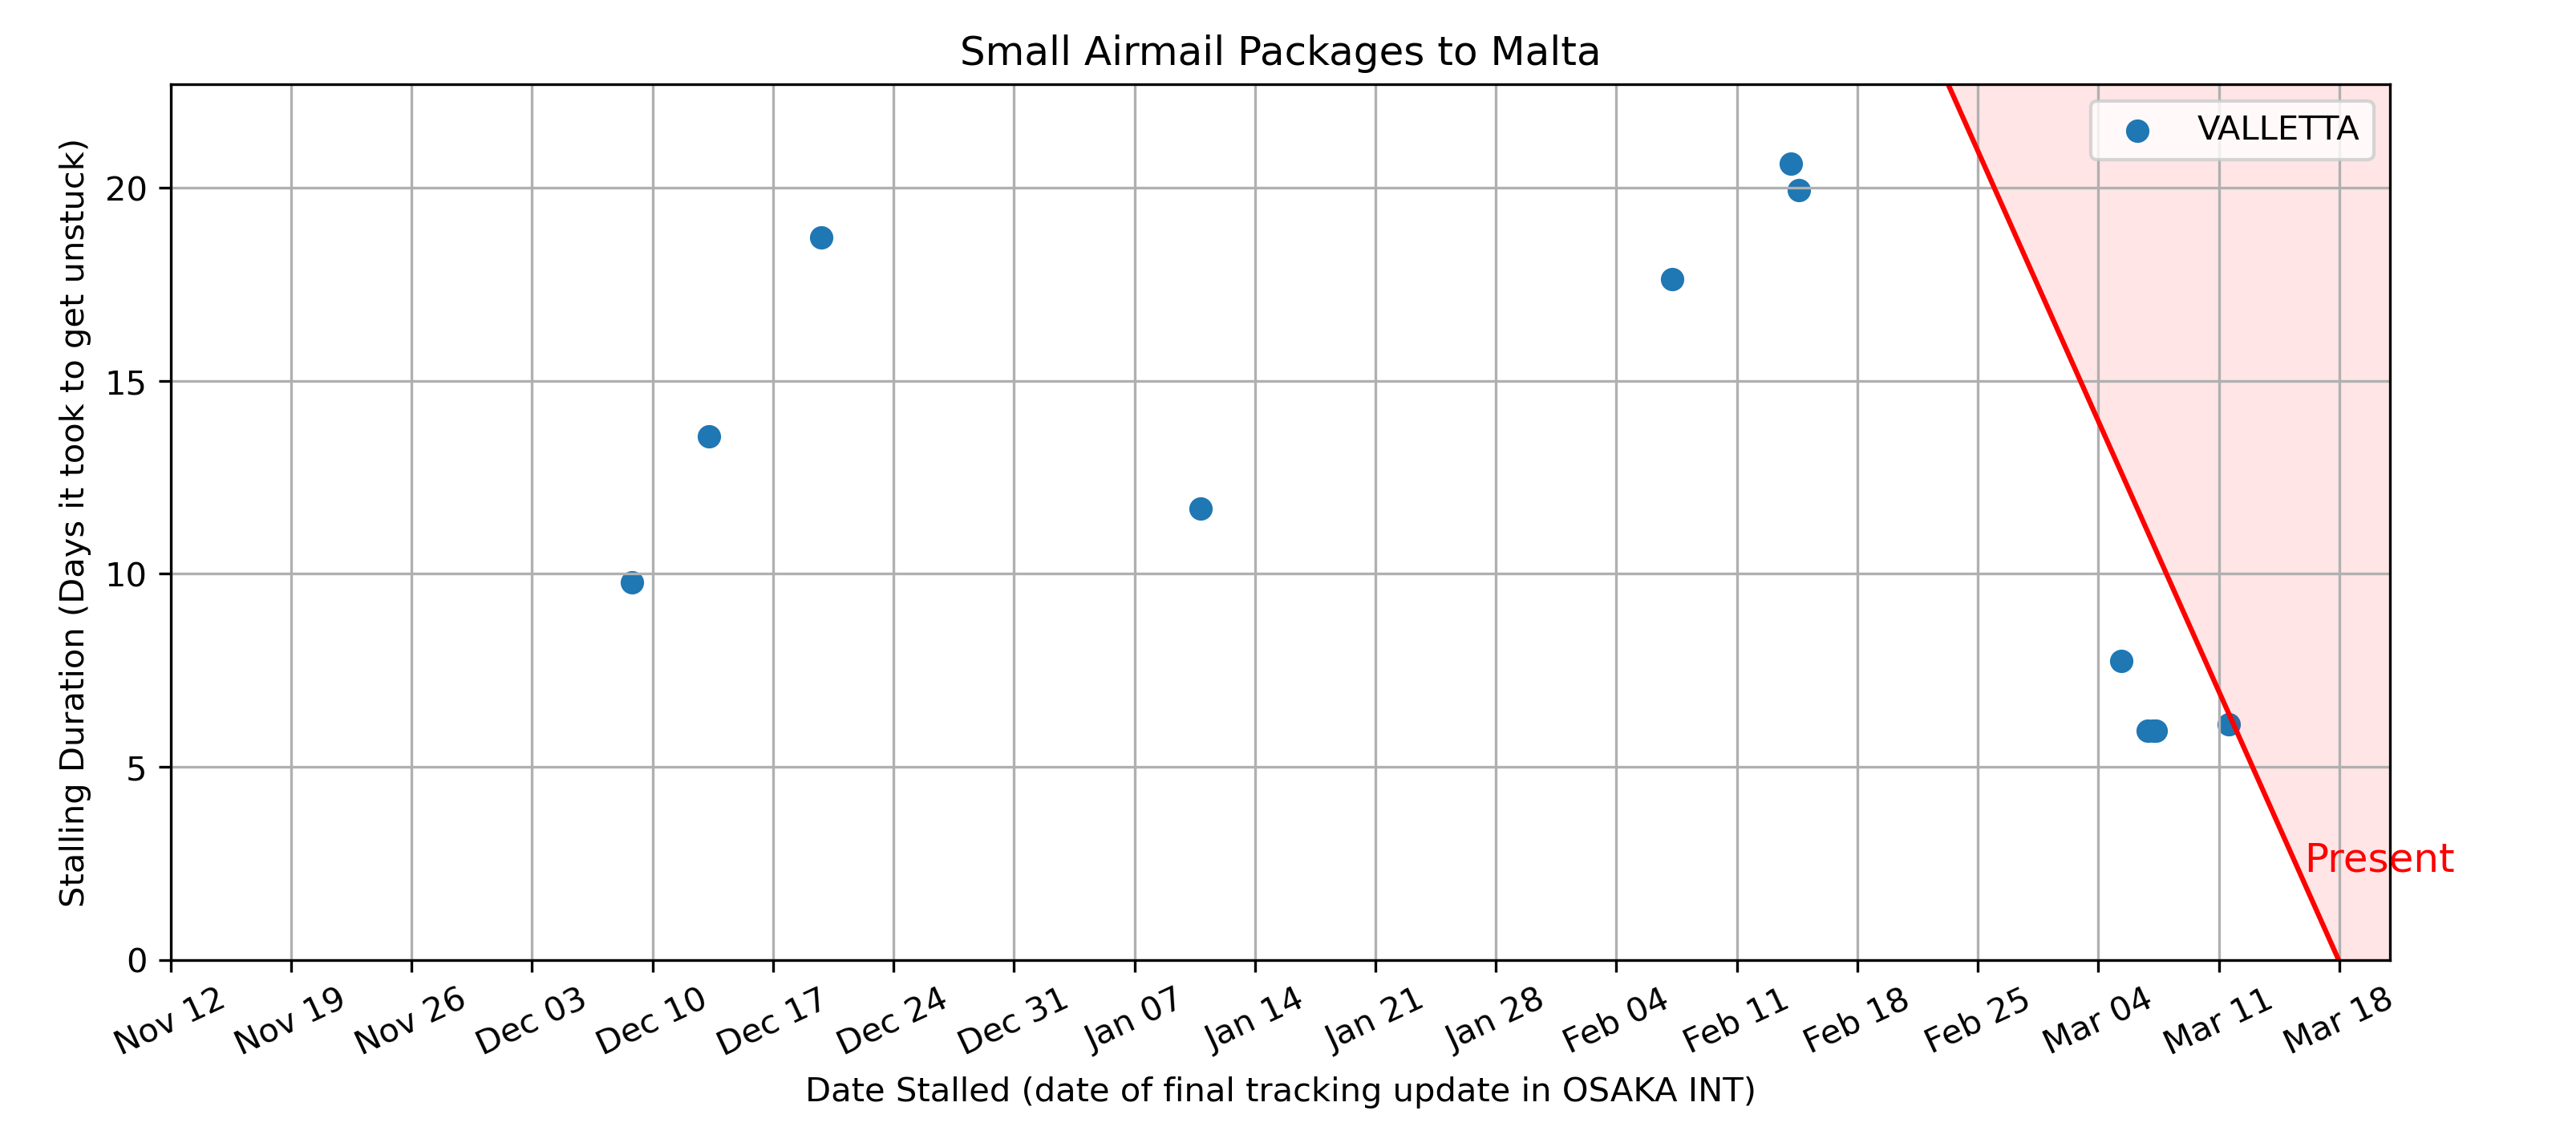 Small Airmail Packages to Malta
VALLETTA
Stalling Duration (Days it took to get unstuck)
20
15
10
5
0
Present
Nov 12
Nov 19
Nov 26
Dec 03
Dec 10
Dec 17
Dec 24
Dec 31
Jan 07
Jan 14
Jan 21
Jan 28
Feb 04
Feb 11
Feb 18
Feb 25
Mar 04
Mar 11
Mar 18
Date Stalled (date of final tracking update in OSAKA INT)